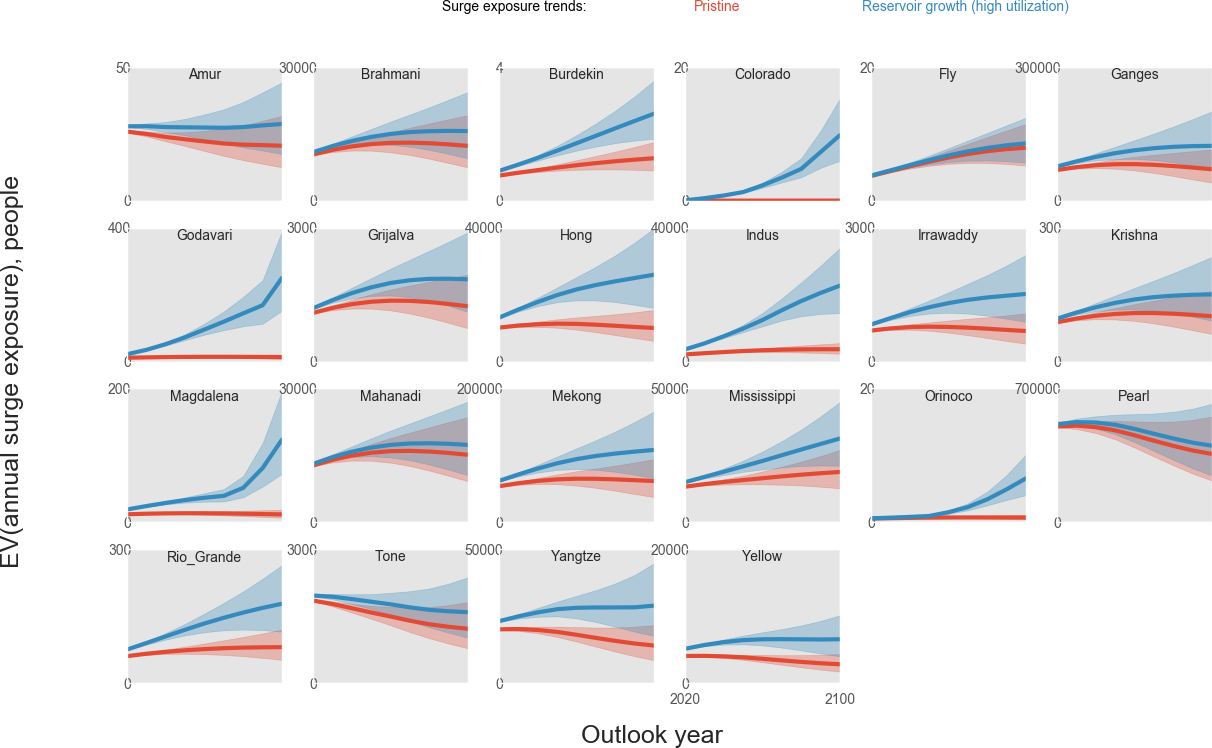 Surge exposure trends: Pristine Reservoir growth (high utilization)
50 Amur 30000 Brahmani 4 Burdekin 20 Colorado 20 Fly 300000 Ganges
0 0 0 0 0 0
400 Godavari 3000 Grijalva 40000 Hong 40000 Indus 3000 Irrawaddy 300 Krishna
0 0 0 0 0 0
200 Magdalena 30000 Mahanadi 200000 Mekong 50000 Mississippi 20 Orinoco 700000 Pearl
0 0 0 0 0 0
300 Rio_Grande 3000 Tone 50000 Yangtze 20000 Yellow
0 0 0 0
2020 2100
EV(annual surge exposure), people
Outlook year